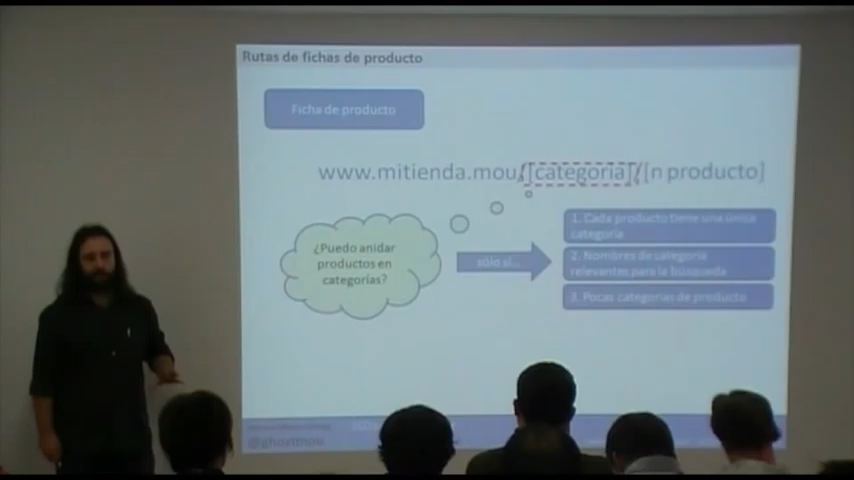 Rutas de fichas de producto
Ficha de producto
www.mitienda.mou/[categoria]/[n producto]
¿Puedo anidar
productos en
categorías?
sólo si...
1. Cada producto tiene una única
categoría
2. Nombres de categoría
relevantes para la búsqueda
3. Pocas categorias de producto